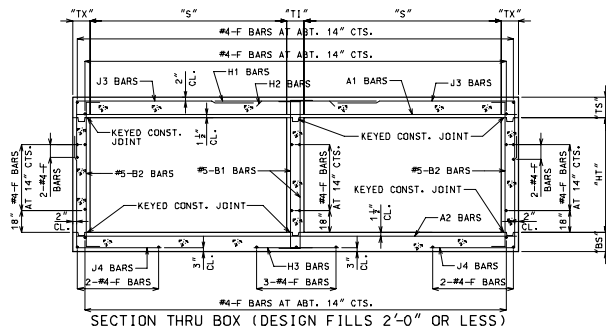 "TX" "S" "TI" "S" "TX"
#4-F BARS AT ABT. 14" CTS.
#4-F BARS AT ABT. 14" CTS.
J3 BARS
2" CL.
H1 BARS
H2 BARS
A1 BARS
J3 BARS
"TS"
KEYED CONST. JOINT
1½" CL.
KEYED CONST. JOINT
#4-F BARS AT 14" CTS.
2-#4-F BARS
#5-B2 BARS
#5-B1 BARS
#4-F BARS AT 14" CTS.
#5-B2 BARS
2-#4-F BARS
#4-F BARS AT 14" CTS.
"HT"
KEYED CONST. JOINT
KEYED CONST. JOINT
18"
2" CL.
18"
1½" CL.
A2 BARS
18"
2" CL.
"BS"
J4 BARS
3" CL.
H3 BARS
3" CL.
J4 BARS
2-#4-F BARS
3-#4-F BARS
2-#4-F BARS
#4-F BARS AT ABT. 14" CTS.
SECTION THRU BOX (DESIGN FILLS 2'-0" OR LESS)